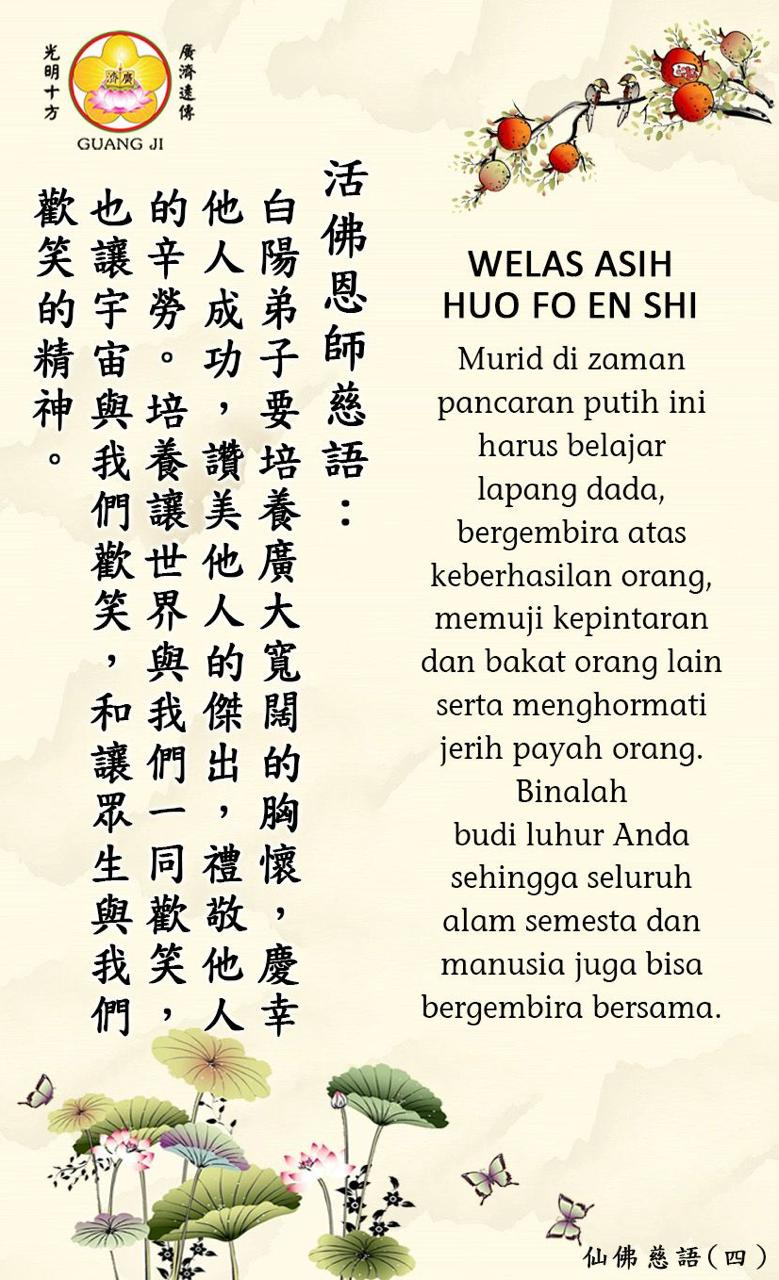 光明十方
廣濟
廣濟遠傳
GUANG JI
活佛恩師慈語：
白陽弟子要培養廣大寬闊的胸懷，慶幸
他人成功，讚美他人的傑出，禮敬他人
的辛勞。培養讓世界與我們一同歡笑，
也讓宇宙與我們歡笑，和讓眾生與我們
歡笑的精神。
WELAS ASIH
HUO FO EN SHI
Murid di zaman
pancaran putih ini
harus belajar
lapang dada,
bergembira atas
keberhasilan orang,
memuji kepintaran
dan bakat orang lain
serta menghormati
jerih payah orang.
Binalah
budi luhur Anda
sehingga seluruh
alam semesta dan
manusia juga bisa
bergembira bersama.
仙佛慈語(四)